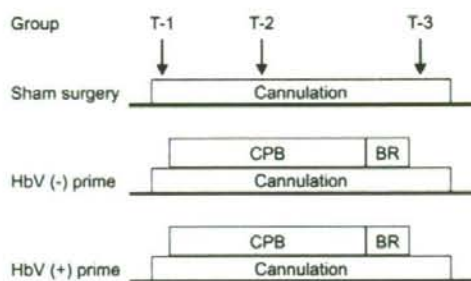 Group T-1 T-2 T-3
Sham surgery Cannulation
CPB BR
HbV (-) prime Cannulation
CPB BR
HbV (+) prime Cannulation